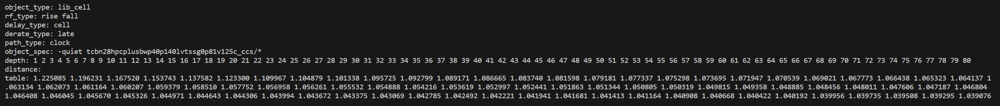 object_type: lib_cell
rf_type: rise fall
delay_type: cell
derate_type: late
path_type: clock
object_spec: -quiet tcbn28hpcplusbwp40p140lvtssg0p81v125c_ccs/*
depth: 1 2 3 4 5 6 7 8 9 10 11 12 13 14 15 16 17 18 19 20 21 22 23 24 25 26 27 28 29 30 31 32 33 34 35 36 37 38 39 40 41 42 43 44 45 46 47 48 49 50 51 52 53 54 55 56 57 58 59 60 61 62 63 64 65 66 67 68 69 70 71 72 73 74 75 76 77 78 79 80
distance:
table: 1.225085 1.196231 1.167520 1.153743 1.137582 1.123300 1.109967 1.104879 1.101338 1.095725 1.092799 1.089171 1.086665 1.083740 1.081598 1.079181 1.077337 1.075298 1.073695 1.071947 1.070539 1.069021 1.067773 1.066438 1.065323 1.064137 1
.063134 1.062073 1.061164 1.060207 1.059379 1.058510 1.057752 1.056958 1.056261 1.055532 1.054888 1.054216 1.053619 1.052997 1.052441 1.051863 1.051344 1.050805 1.050319 1.049815 1.049358 1.048885 1.048456 1.048011 1.047606 1.047187 1.046804
1.046408 1.046045 1.045670 1.045326 1.044971 1.044643 1.044306 1.043994 1.043672 1.043375 1.043069 1.042785 1.042492 1.042221 1.041941 1.041681 1.041413 1.041164 1.040908 1.040668 1.040422 1.040192 1.039956 1.039735 1.039508 1.039295 1.039076